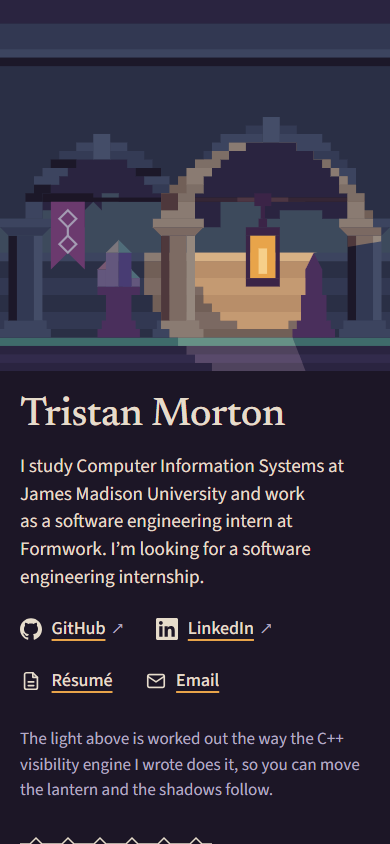 Tristan Morton
I study Computer Information Systems at
James Madison University and work
as a software engineering intern at
Formwork. I’m looking for a software
engineering internship.
GitHub ↗ LinkedIn ↗
Résumé Email
The light above is worked out the way the C++
visibility engine I wrote does it, so you can move
the lantern and the shadows follow.